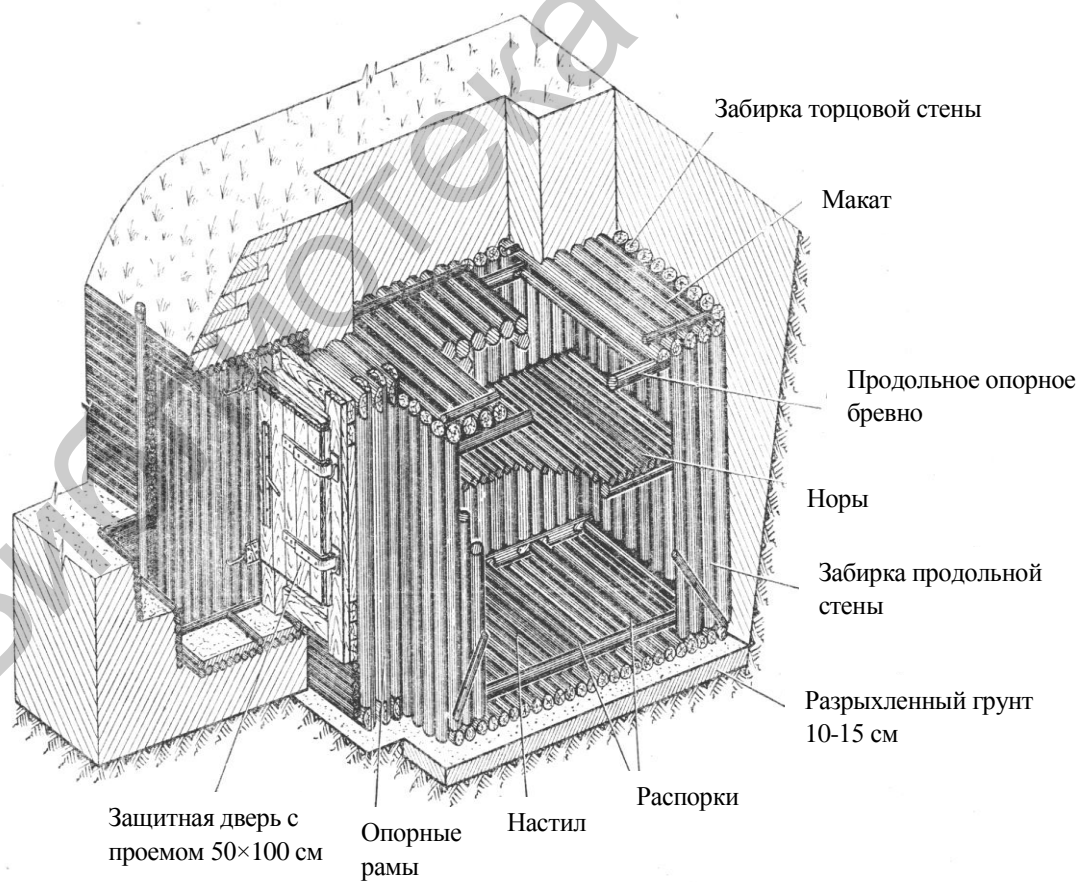 Забирка торцовой стены
Макат
Продольное опорное
бревно
Норы
Забирка продольной
стены
Разрыхленный грунт
10-15 см
Распорки
Настил
Опорные
рамы
Защитная дверь с
проемом 50×100 см
Библиотека